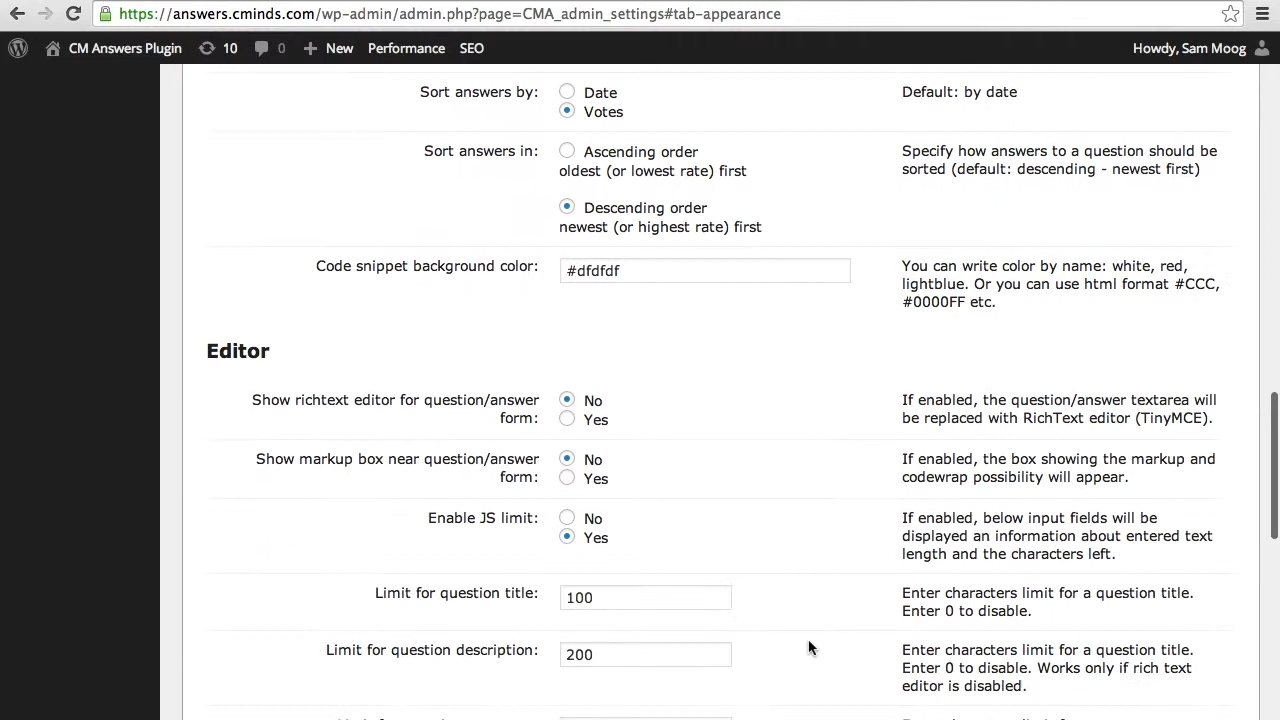 https://answers.cminds.com/wp-admin/admin.php?page=CMA_admin_settings#tab-appearance
CM Answers Plugin 10 0 New Performance SEO Howdy, Sam Moog
Sort answers by: Date Default: by date
Votes
Sort answers in: Ascending order Specify how answers to a question should be
oldest (or lowest rate) first sorted (default: descending - newest first)
Descending order
newest (or highest rate) first
Code snippet background color: #dfdfdf You can write color by name: white, red,
lightblue. Or you can use html format #CCC,
#0000FF etc.
Editor
Show richtext editor for question/answer No If enabled, the question/answer textarea will
form: Yes be replaced with RichText editor (TinyMCE).
Show markup box near question/answer No If enabled, the box showing the markup and
form: Yes codewrap possibility will appear.
Enable JS limit: No If enabled, below input fields will be
Yes displayed an information about entered text
length and the characters left.
Limit for question title: 100 Enter characters limit for a question title.
Enter 0 to disable.
Limit for question description: 200 Enter characters limit for a question title.
Enter 0 to disable. Works only if rich text
editor is disabled.